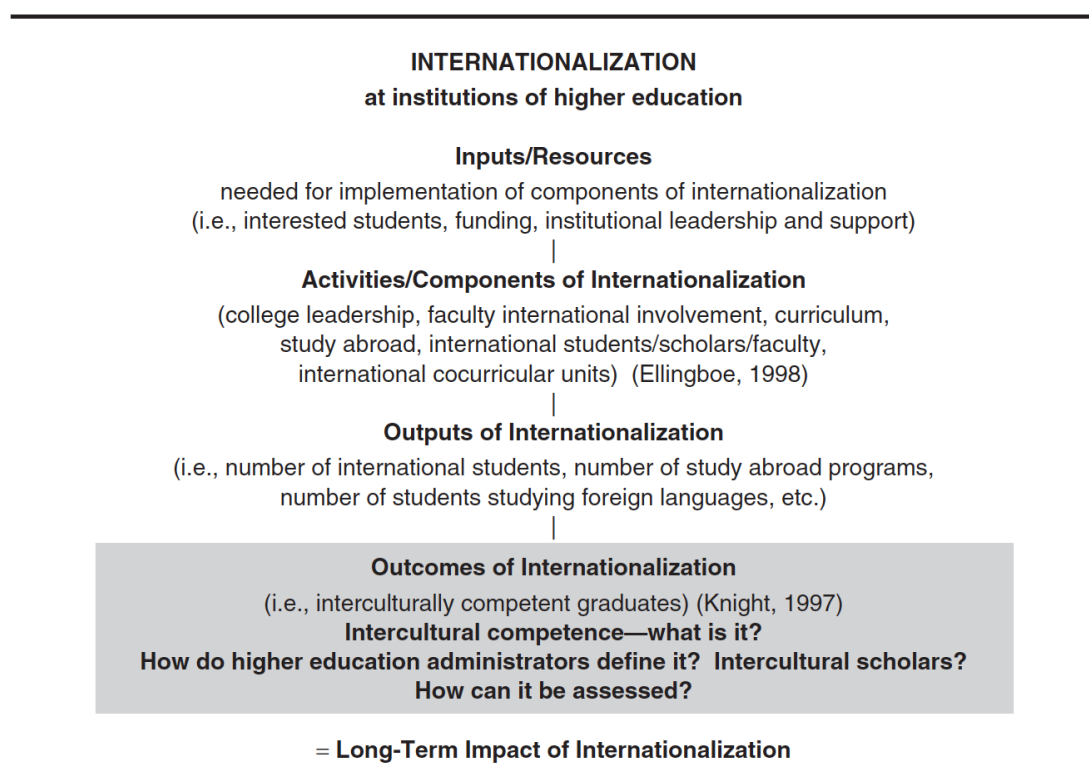 INTERNATIONALIZATION
at institutions of higher education
Inputs/Resources
needed for implementation of components of internationalization
(i.e., interested students, funding, institutional leadership and support)
Activities/Components of Internationalization
(college leadership, faculty international involvement, curriculum,
study abroad, international students/scholars/faculty,
international cocurricular units)  (Ellingboe, 1998)
Outputs of Internationalization
(i.e., number of international students, number of study abroad programs,
number of students studying foreign languages, etc.)
Outcomes of Internationalization
(i.e., interculturally competent graduates) (Knight, 1997)
Intercultural competence—what is it?
How do higher education administrators define it?  Intercultural scholars?
How can it be assessed?
= Long-Term Impact of Internationalization